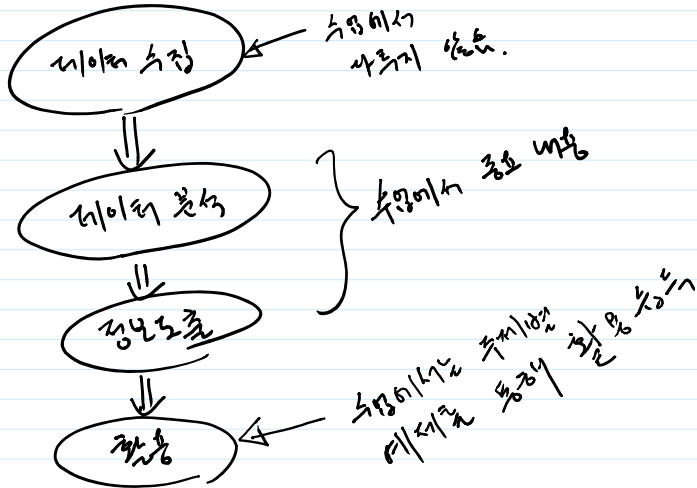 데이터 수집
수업에서
다루지 않음.
데이터 분석
수업에서 중요 내용
정보도출
활용
수업에서는 주제별
예제를 통해 활용 능력